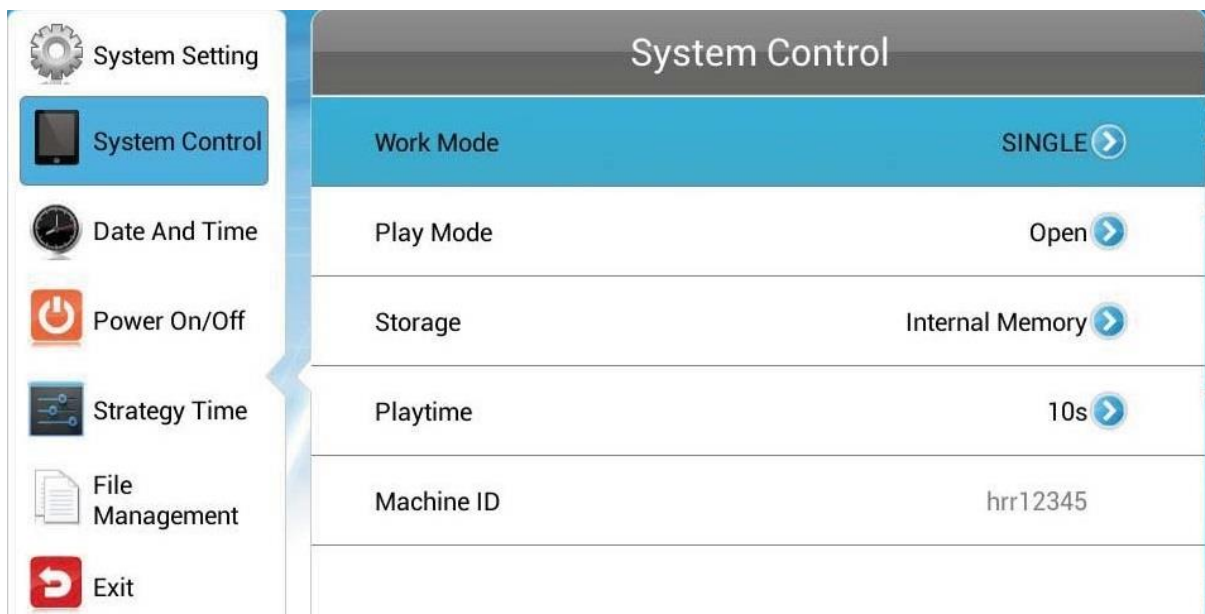 System Setting
System Control
Date And Time
Power On/Off
Strategy Time
File
Management
Exit
System Control
Work Mode SINGLE
Play Mode Open
Storage Internal Memory
Playtime 10s
Machine ID hrr12345